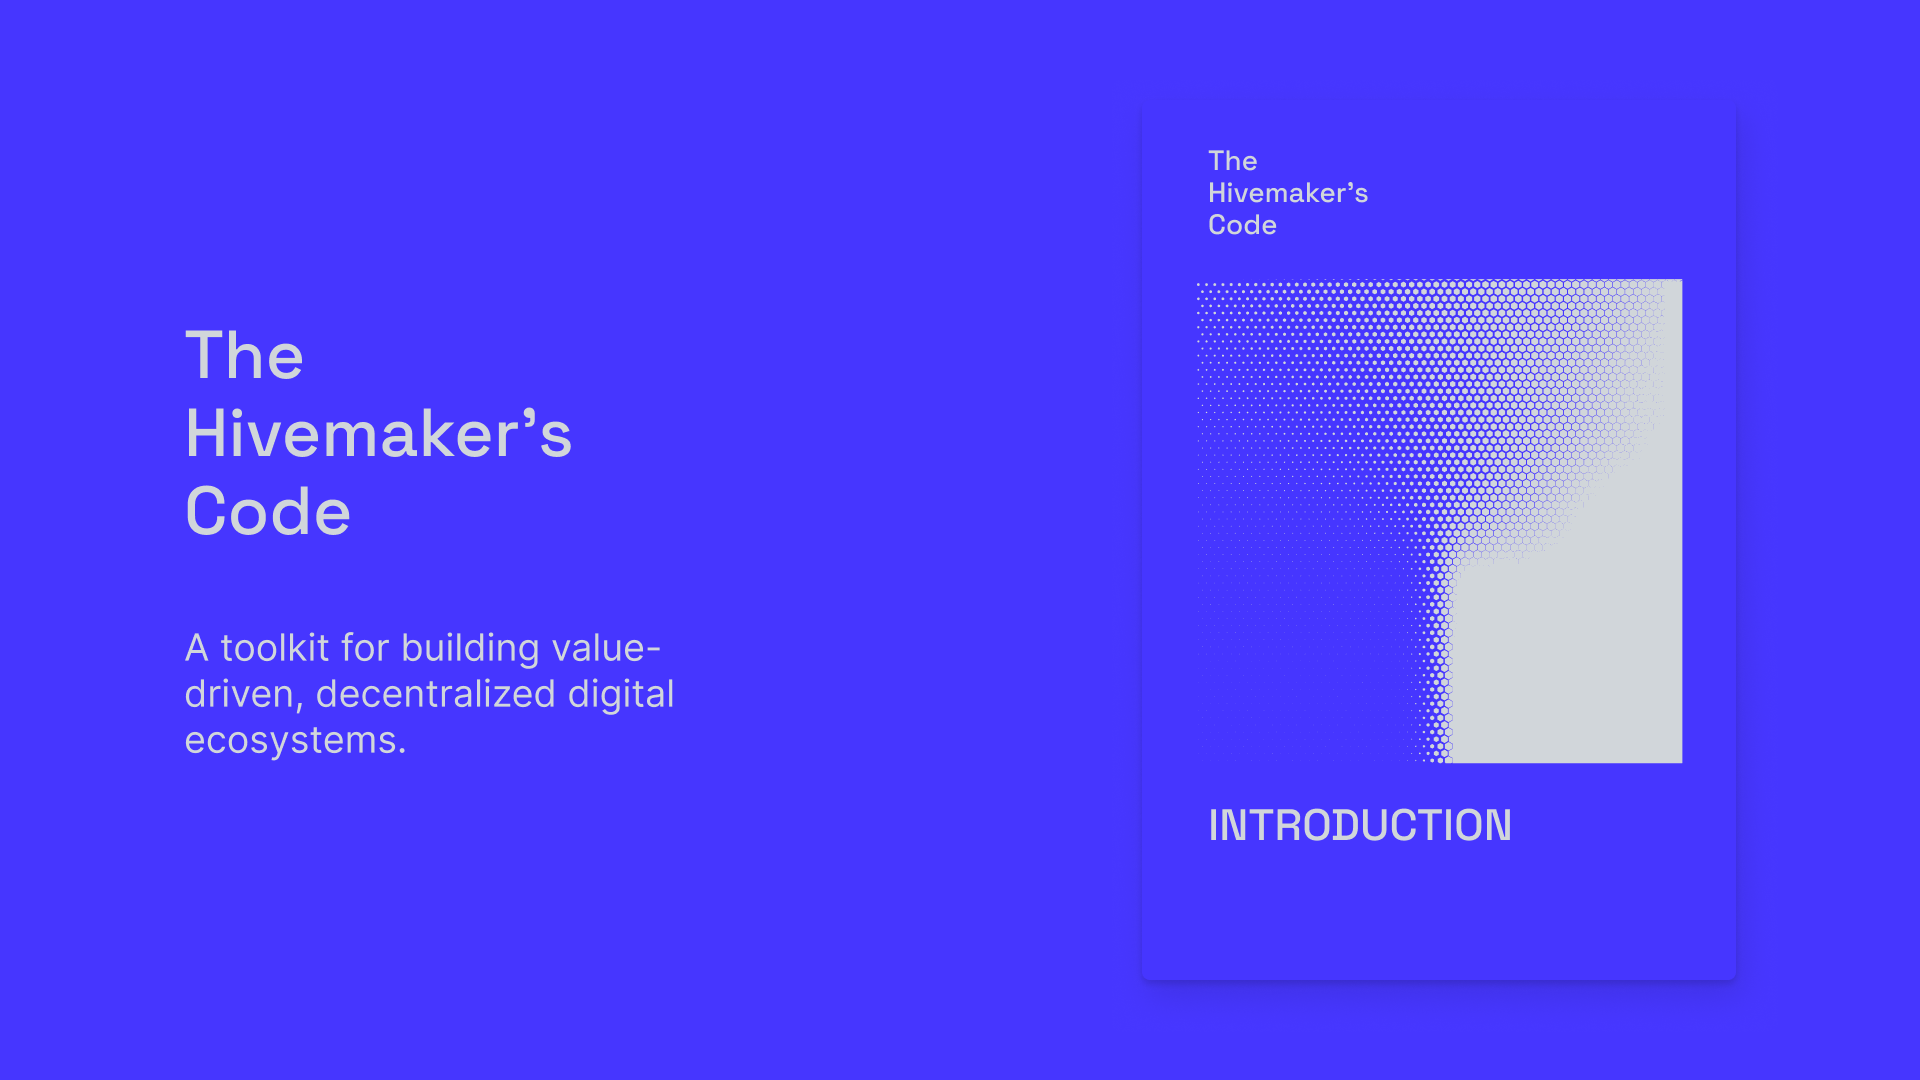 The
Hivemaker’s
Code
A toolkit for building value-
driven, decentralized digital
ecosystems.
The
Hivemaker’s
Code
INTRODUCTION